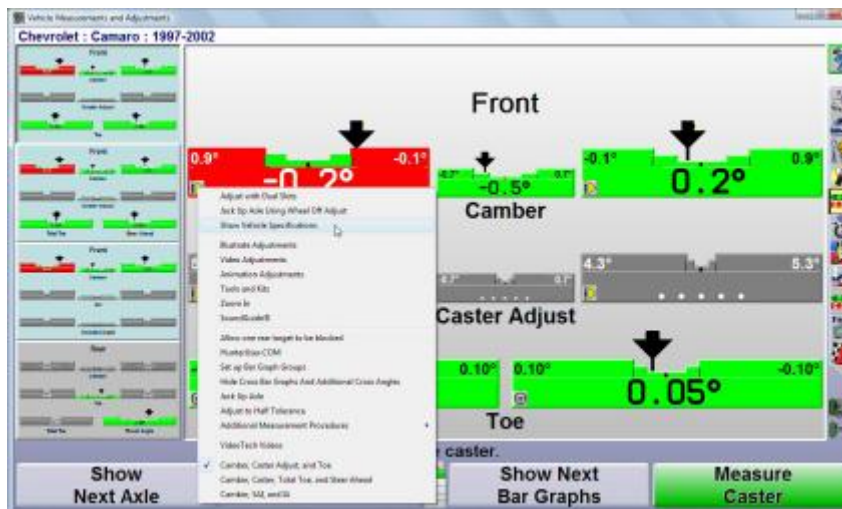 Vehicle Measurements and Adjustments
Chevrolet : Camaro : 1997-2002
Front
Front
Front
Rear
Front
0.9° -0.2° -0.1°
-0.5°
-0.1° 0.2° 0.9°
Camber
4.3° 5.3°
Caster Adjust
0.10°
0.10° 0.05° -0.10°
Toe
caster.
Adjust with Dual Slots
Jack Up Axle Using Wheel Off Adjust
Show Vehicle Specifications
Illustrate Adjustments
Video Adjustments
Animation Adjustments
Tools and Kits
Zoom In
SoundGuide®
Allow one rear target to be blocked
Hunter.com
Set up Bar Graph Groups
Hide Cross Bar Graphs And Additional Cross Angles
Jack Up Axle
Adjust to Half Tolerance
Additional Measurement Procedures
VideoTech Videos
Camber, Caster Adjust, and Toe
Camber, Caster, Total Toe, and Steer Ahead
Camber, SAI, and IA
Show
Next Axle
Show Next
Bar Graphs
Measure
Caster